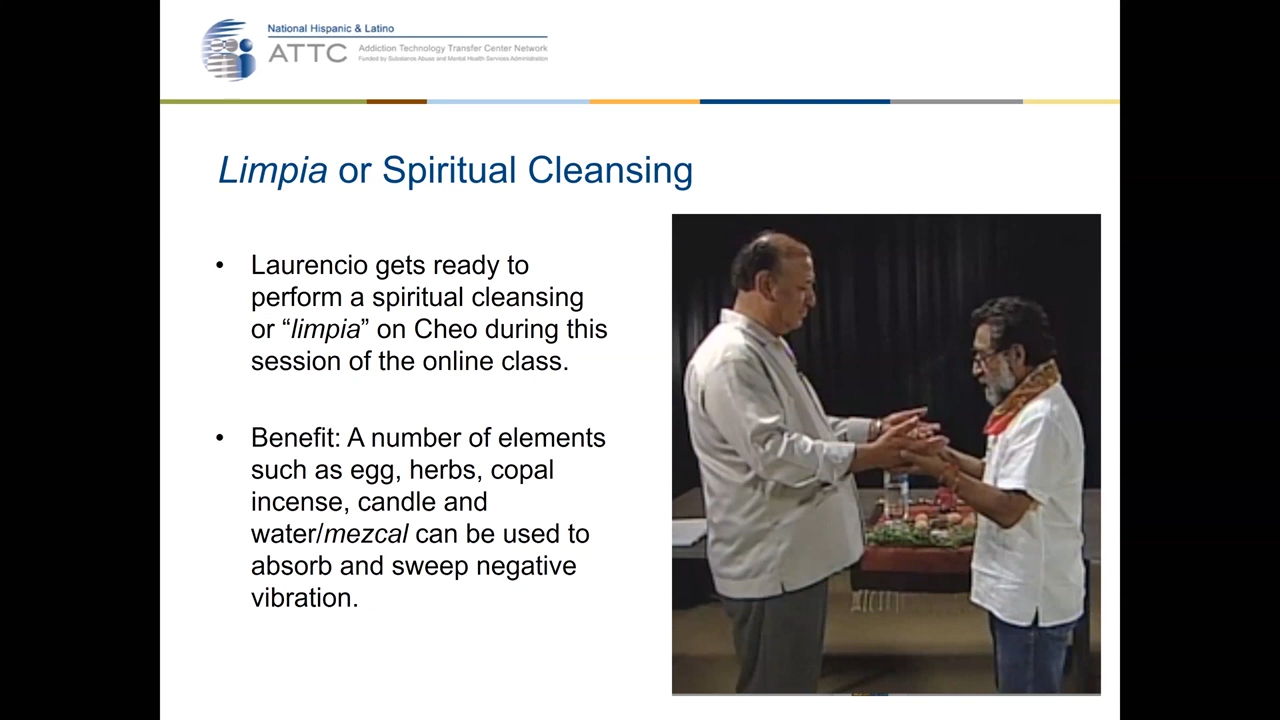 National Hispanic & Latino
ATTC
Addiction Technology Transfer Center Network
Funded by Substance Abuse and Mental Health Services Administration
Limpia or Spiritual Cleansing
• Laurencio gets ready to
perform a spiritual cleansing
or “limpia” on Cheo during this
session of the online class.
• Benefit: A number of elements
such as egg, herbs, copal
incense, candle and
water/mezcal can be used to
absorb and sweep negative
vibration.